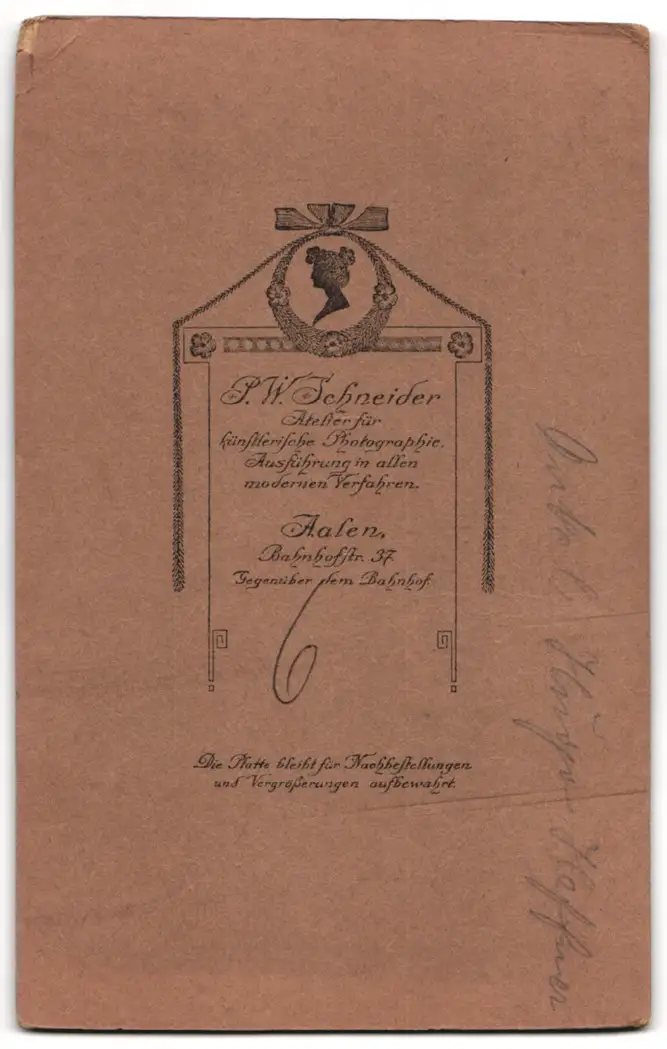 P. W. Schneider
Atelier für
künstlerische Photographie.
Ausführung in allen
modernen Verfahren.
Aalen,
Bahnhofstr. 37
Gegenüber dem Bahnhof
6
Die Platte bleibt für Nachbestellungen
und Vergrößerungen aufbewahrt.